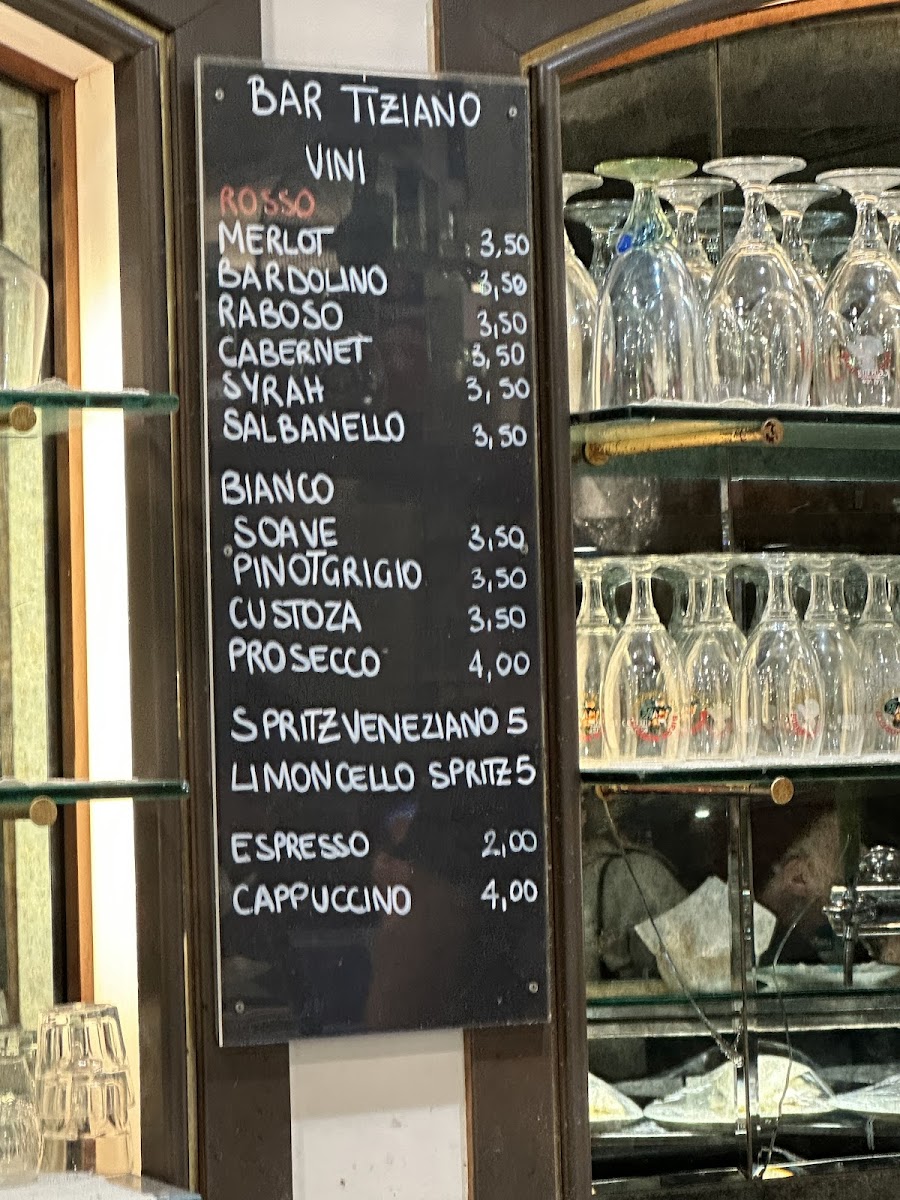 BAR TIZIANO
VINI
ROSSO
MERLOT 3,50
BARDOLINO 3,50
RABOSO 3,50
CABERNET 3,50
SYRAH 3,50
SALBANELLO 3,50
BIANCO
SOAVE 3,50
PINOTGRIGIO 3,50
CUSTOZA 3,50
PROSECCO 4,00
SPRITZ VENEZIANO 5
LIMONCELLO SPRITZ 5
ESPRESSO 2,00
CAPPUCCINO 4,00